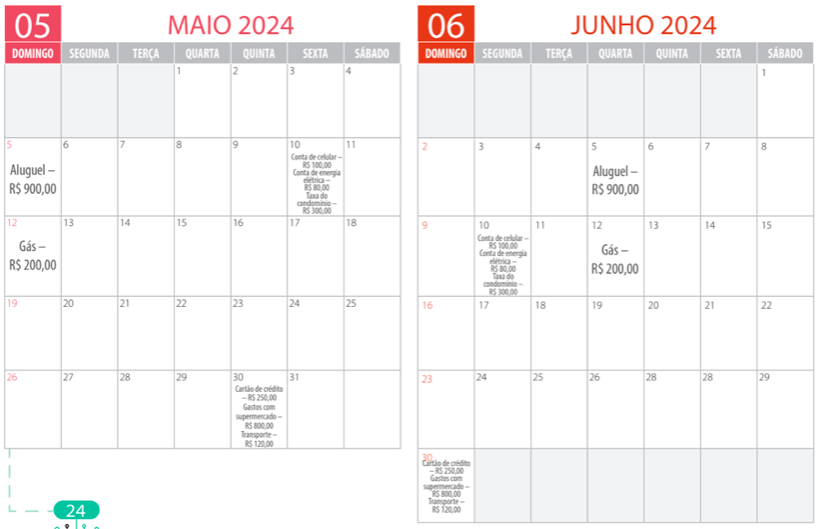 05 MAIO 2024
DOMINGO SEGUNDA TERÇA QUARTA QUINTA SEXTA SÁBADO
1 2 3 4
5 6 7 8 9 10 11
Aluguel –
R$ 900,00
Conta de celular –
R$ 100,00
Conta de energia
elétrica –
R$ 80,00
Taxa do
condomínio –
R$ 300,00
12 13 14 15 16 17 18
Gás –
R$ 200,00
19 20 21 22 23 24 25
26 27 28 29 30 31
Cartão de crédito
– R$ 250,00
Gastos com
supermercado –
R$ 800,00
Transporte –
R$ 120,00
24
06 JUNHO 2024
DOMINGO SEGUNDA TERÇA QUARTA QUINTA SEXTA SÁBADO
1
2 3 4 5 6 7 8
Aluguel –
R$ 900,00
9 10 11 12 13 14 15
Conta de celular –
R$ 100,00
Conta de energia
elétrica –
R$ 80,00
Taxa do
condomínio –
R$ 300,00
Gás –
R$ 200,00
16 17 18 19 20 21 22
23 24 25 26 28 28 29
30
Cartão de crédito
– R$ 250,00
Gastos com
supermercado –
R$ 800,00
Transporte –
R$ 120,00